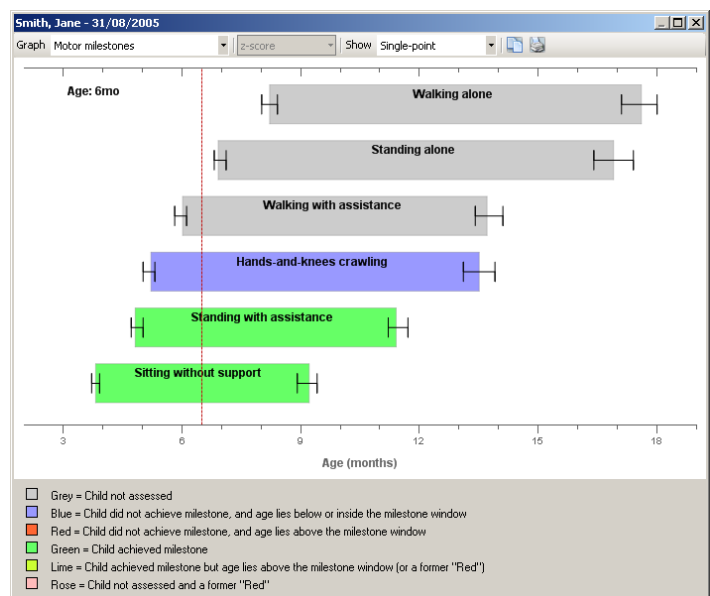 Smith, Jane - 31/08/2005
Graph Motor milestones z-score Show Single-point
Age: 6mo
Walking alone
Standing alone
Walking with assistance
Hands-and-knees crawling
Standing with assistance
Sitting without support
3 6 9 12 15 18
Age (months)
Grey = Child not assessed
Blue = Child did not achieve milestone, and age lies below or inside the milestone window
Red = Child did not achieve milestone, and age lies above the milestone window
Green = Child achieved milestone
Lime = Child achieved milestone but age lies above the milestone window (or a former "Red")
Rose = Child not assessed and a former "Red"